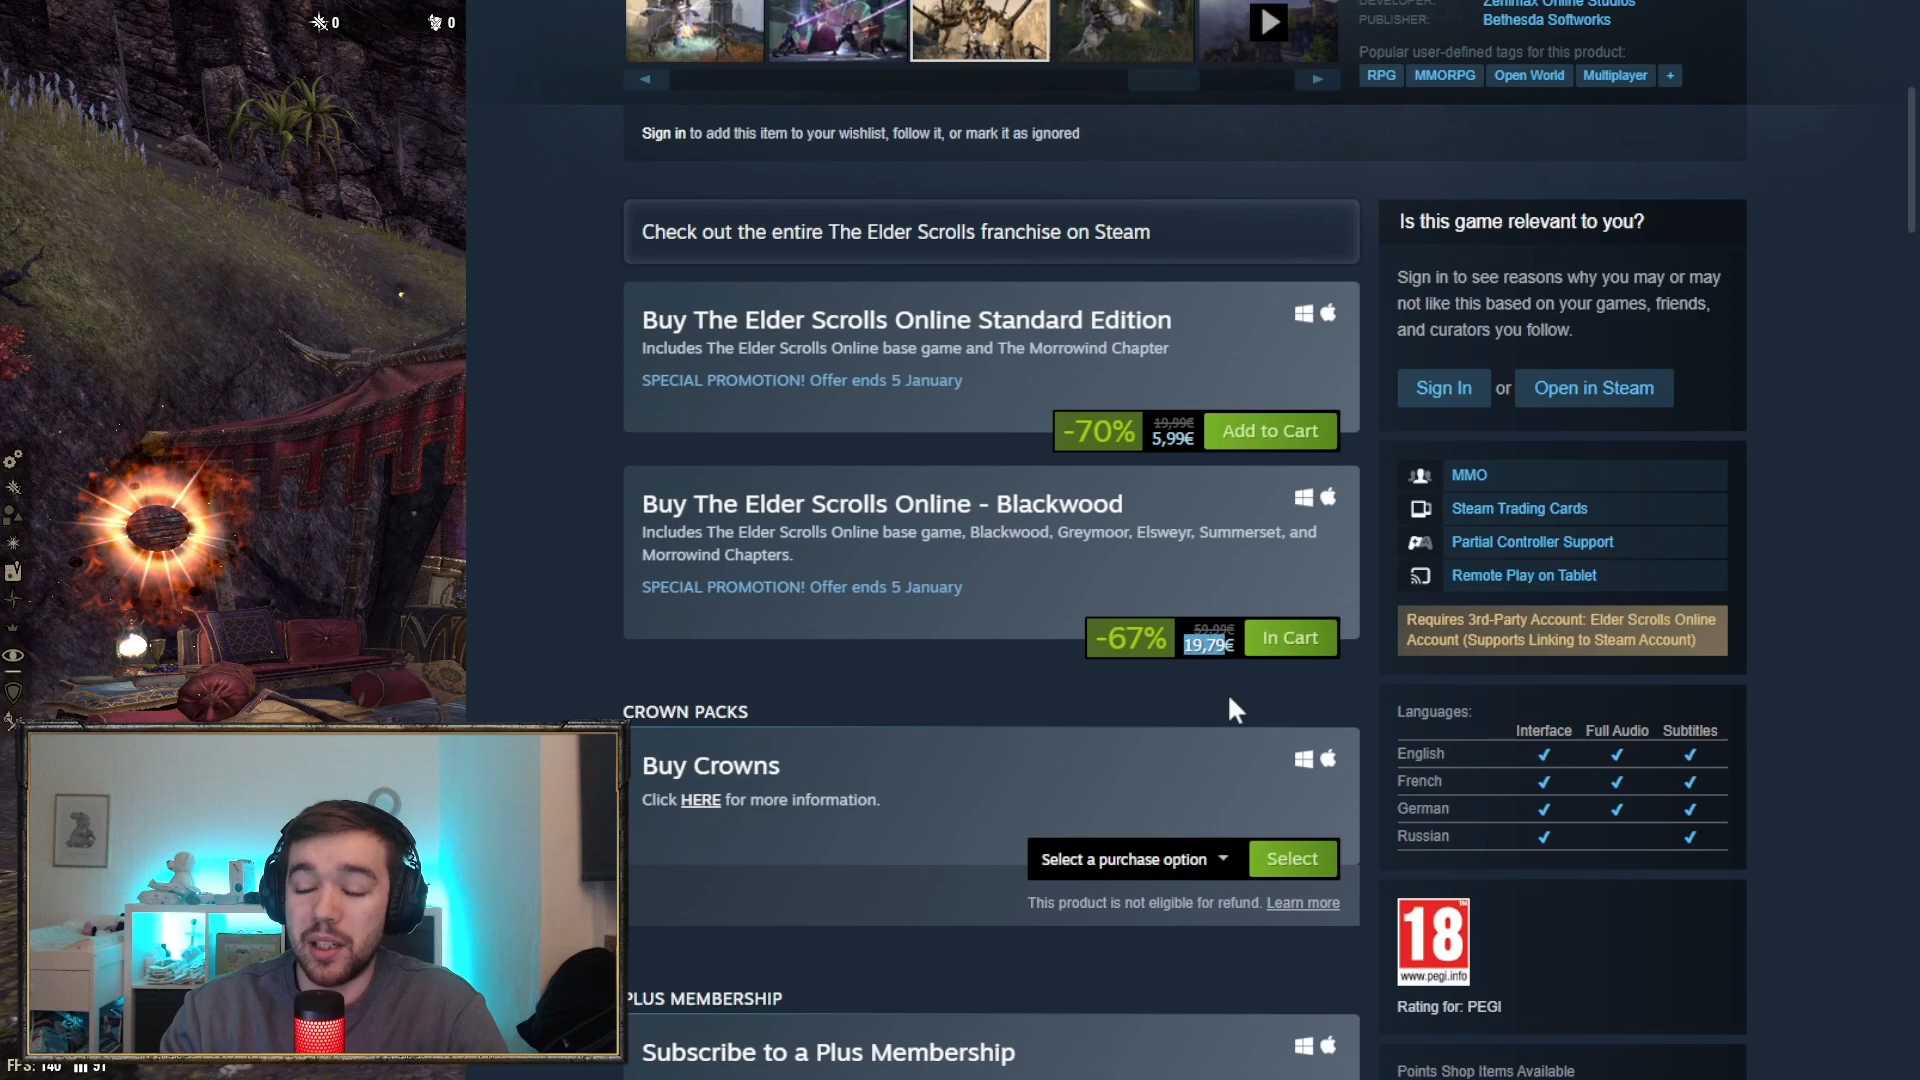 0
0
DEVELOPER: Zenimax Online Studios
PUBLISHER: Bethesda Softworks
Popular user-defined tags for this product:
RPG MMORPG Open World Multiplayer +
Sign in to add this item to your wishlist, follow it, or mark it as ignored
Check out the entire The Elder Scrolls franchise on Steam
Buy The Elder Scrolls Online Standard Edition
Includes The Elder Scrolls Online base game and The Morrowind Chapter
SPECIAL PROMOTION! Offer ends 5 January
-70% 19,99€ 5,99€ Add to Cart
Buy The Elder Scrolls Online - Blackwood
Includes The Elder Scrolls Online base game, Blackwood, Greymoor, Elsweyr, Summerset, and
Morrowind Chapters.
SPECIAL PROMOTION! Offer ends 5 January
-67% 59,99€ 19,79€ In Cart
CROWN PACKS
Buy Crowns
Click HERE for more information.
Select a purchase option Select
This product is not eligible for refund. Learn more
PLUS MEMBERSHIP
Subscribe to a Plus Membership
Is this game relevant to you?
Sign in to see reasons why you may or may
not like this based on your games, friends,
and curators you follow.
Sign In or Open in Steam
MMO
Steam Trading Cards
Partial Controller Support
Remote Play on Tablet
Requires 3rd-Party Account: Elder Scrolls Online
Account (Supports Linking to Steam Account)
Languages:
Interface Full Audio Subtitles
English
French
German
Russian
18
www.pegi.info
Rating for: PEGI
Points Shop Items Available
FPS: 140 91